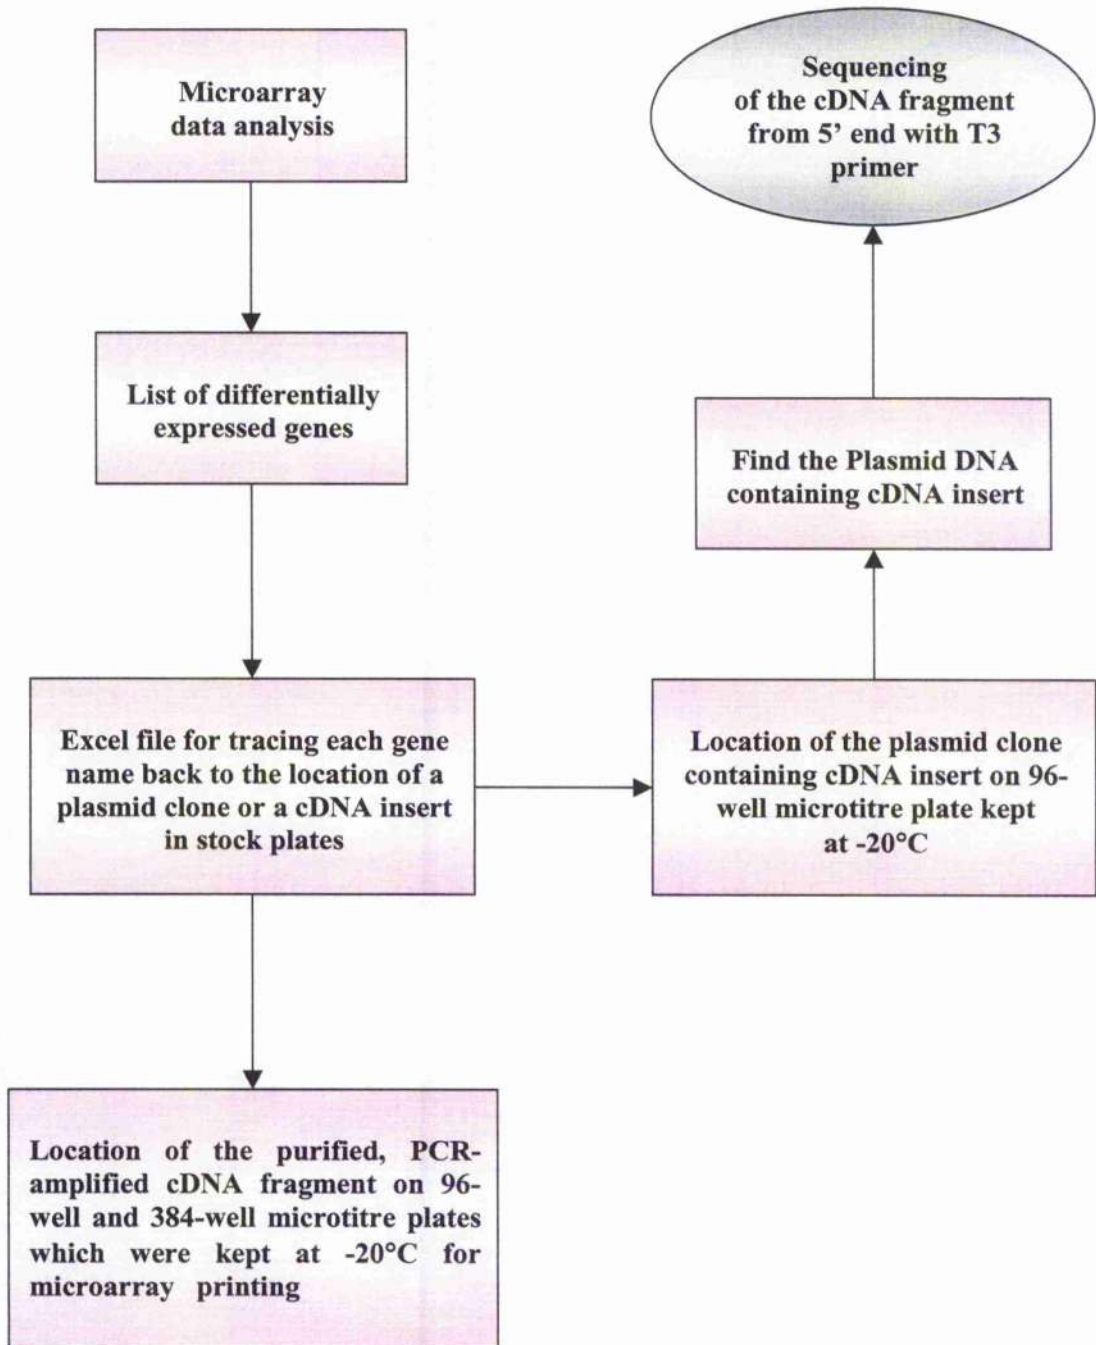 Microarray
data analysis
List of differentially
expressed genes
Excel file for tracing each gene
name back to the location of a
plasmid clone or a cDNA insert
in stock plates
Location of the purified, PCR-
amplified cDNA fragment on 96-
well and 384-well microtitre plates
which were kept at -20°C for
microarray printing
Location of the plasmid clone
containing cDNA insert on 96-
well microtitre plate kept
at -20°C
Find the Plasmid DNA
containing cDNA insert
Sequencing
of the cDNA fragment
from 5’ end with T3
primer